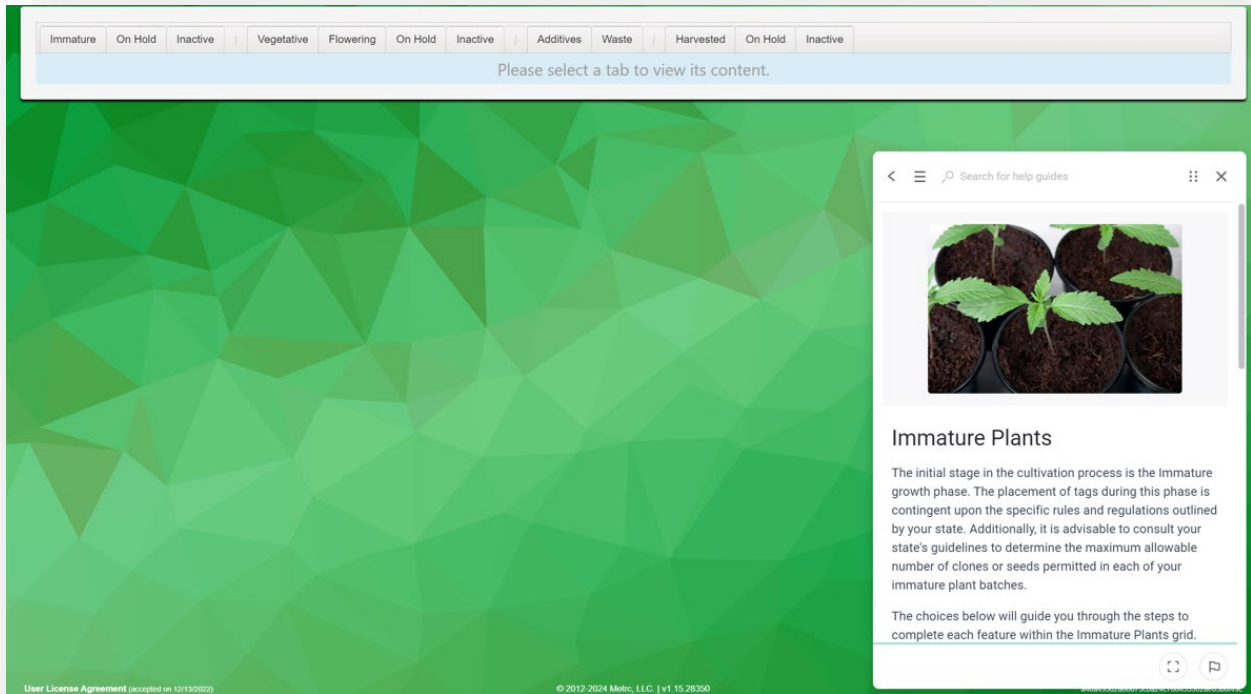 Immature On Hold Inactive | Vegetative Flowering On Hold Inactive | Additives Waste | Harvested On Hold Inactive
Please select a tab to view its content.
Search for help guides
Immature Plants
The initial stage in the cultivation process is the Immature
growth phase. The placement of tags during this phase is
contingent upon the specific rules and regulations outlined
by your state. Additionally, it is advisable to consult your
state's guidelines to determine the maximum allowable
number of clones or seeds permitted in each of your
immature plant batches.
The choices below will guide you through the steps to
complete each feature within the Immature Plants grid.
User License Agreement (accepted on 12/13/2022)
© 2012-2024 Metrc, LLC. | v1.15.28350